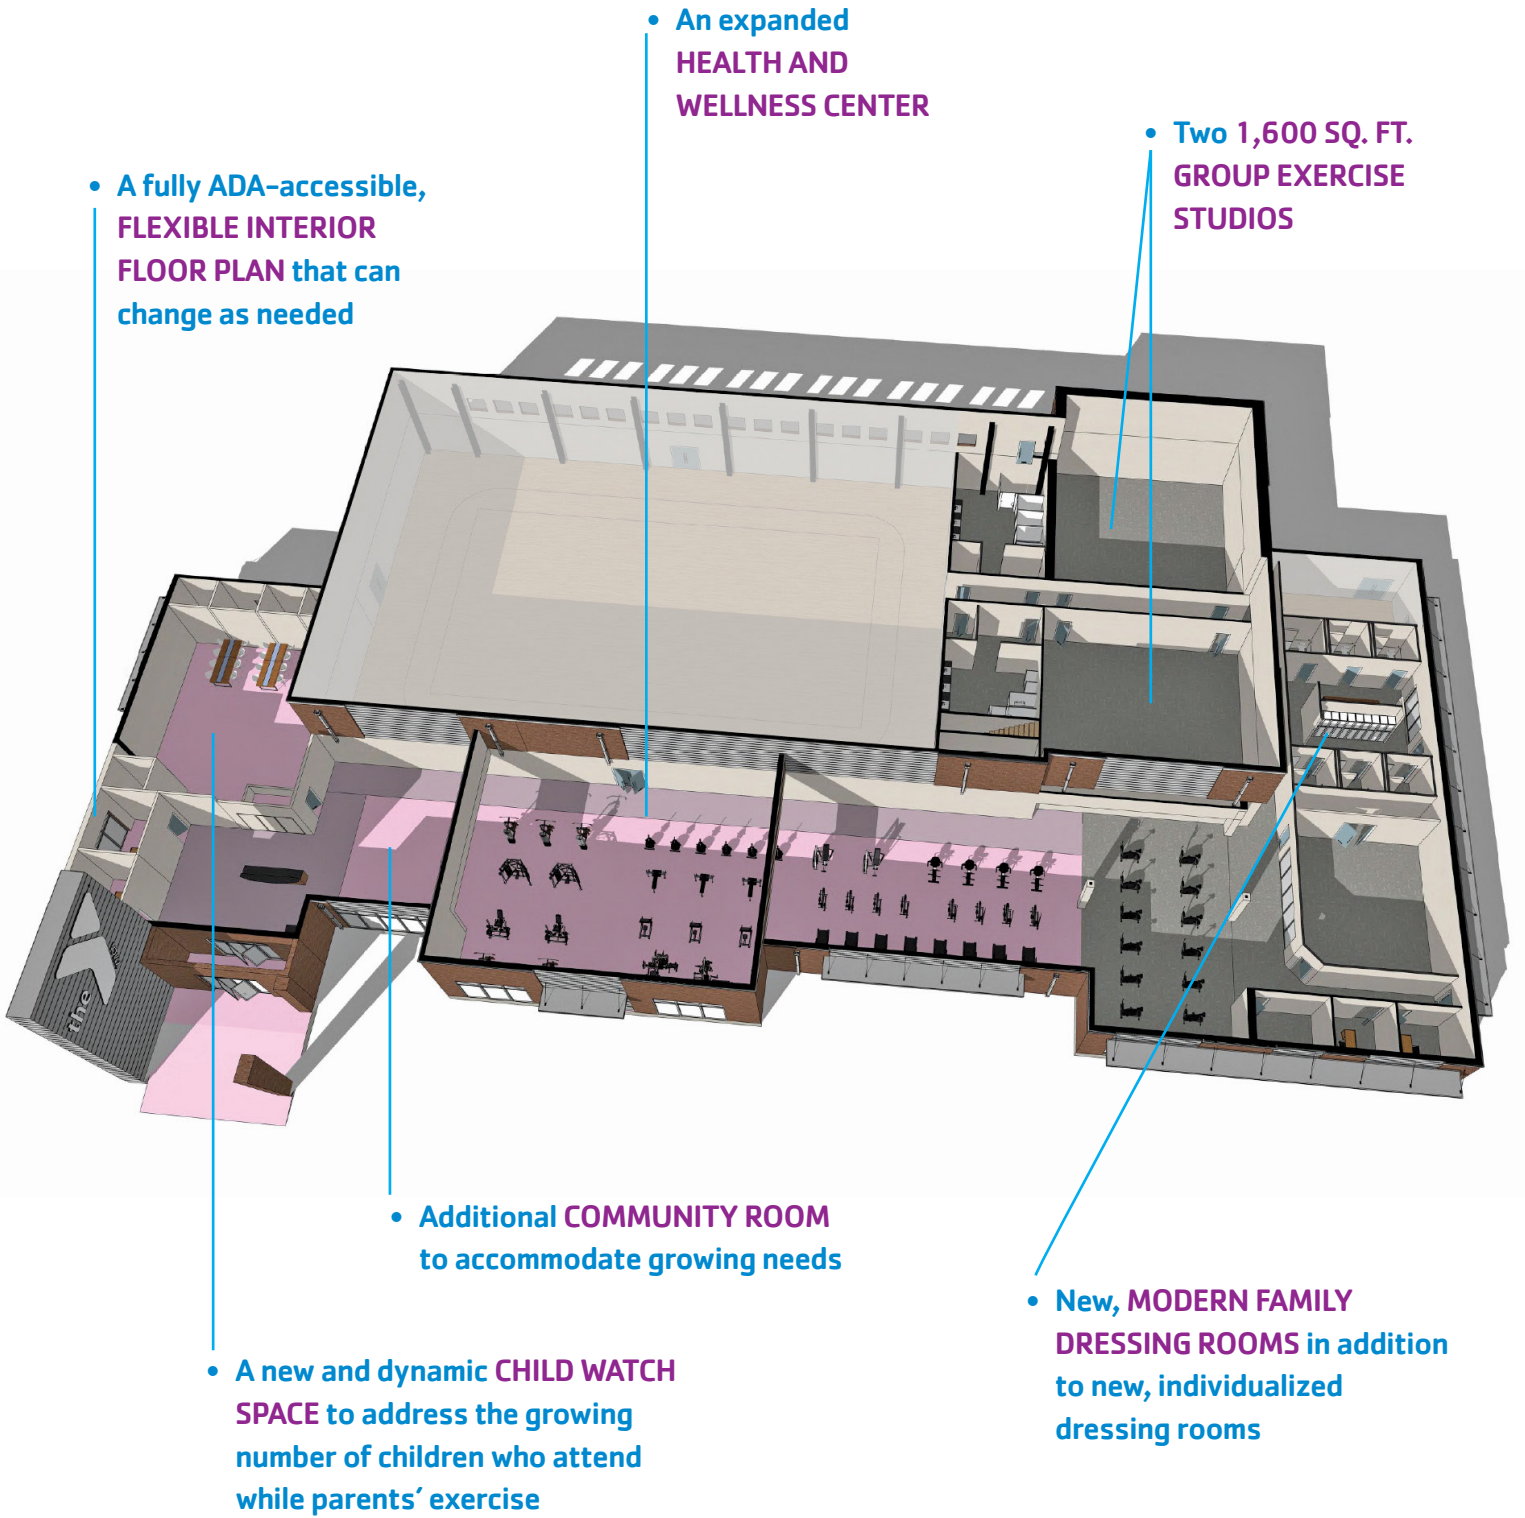 • An expanded
HEALTH AND
WELLNESS CENTER
• Two 1,600 SQ. FT.
GROUP EXERCISE
STUDIOS
• A fully ADA-accessible,
FLEXIBLE INTERIOR
FLOOR PLAN that can
change as needed
the
• Additional COMMUNITY ROOM
to accommodate growing needs
• New, MODERN FAMILY
DRESSING ROOMS in addition
to new, individualized
dressing rooms
• A new and dynamic CHILD WATCH
SPACE to address the growing
number of children who attend
while parents’ exercise